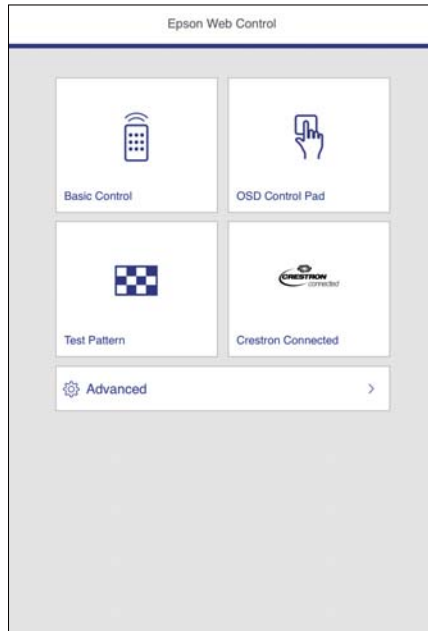 Epson Web Control
Basic Control
OSD Control Pad
Test Pattern
CRESTRON
connected
Crestron Connected
Advanced